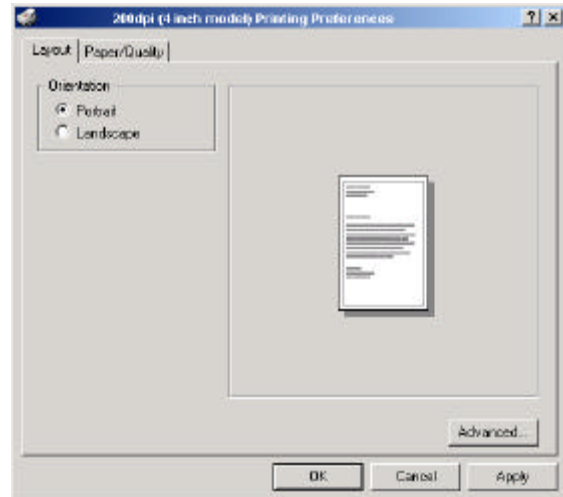 200dpi (4 inch model) Printing Preferences
Layout
Paper/Quality
Orientation
Portrait
Landscape
Advanced...
OK
Cancel
Apply